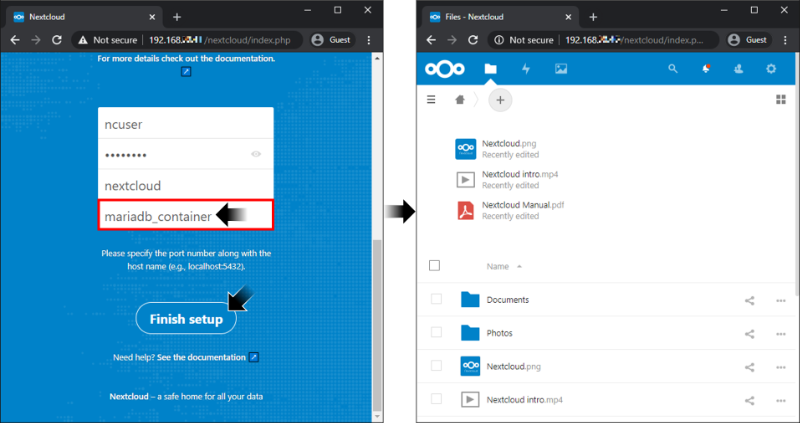 Nextcloud
Not secure
192.168.
/nextcloud/index.php
Guest
For more details check out the documentation.
ncuser
••••••••
nextcloud
mariadb_container
Please specify the port number along with the
host name (e.g., localhost:5432).
Finish setup
Need help? See the documentation
Nextcloud – a safe home for all your data
Files - Nextcloud
Not secure
192.168.
/nextcloud/index.p...
Guest
Nextcloud.png
Recently edited
Nextcloud intro.mp4
Recently edited
Nextcloud Manual.pdf
Recently edited
Name
Documents
Photos
Nextcloud.png
Nextcloud intro.mp4